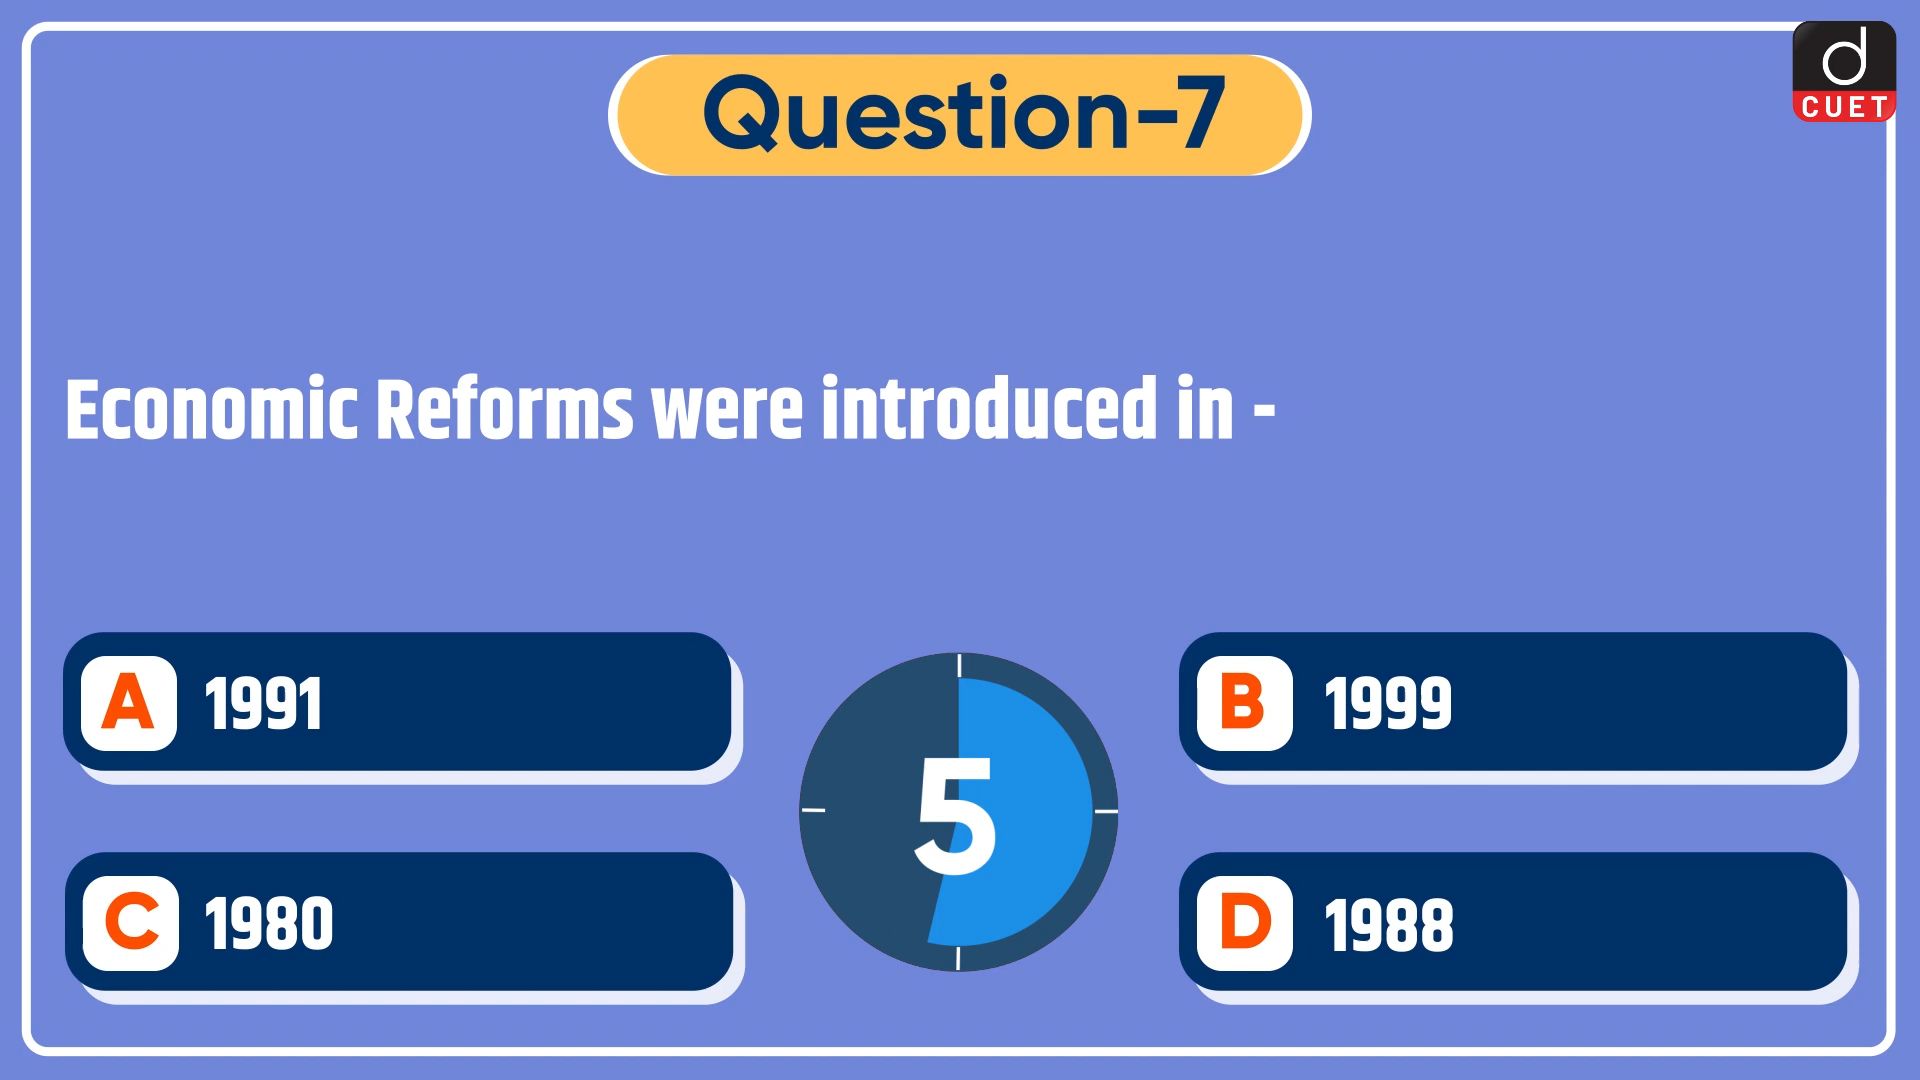 d
CUET
Question-7
Economic Reforms were introduced in -
A 1991
B 1999
5
C 1980
D 1988